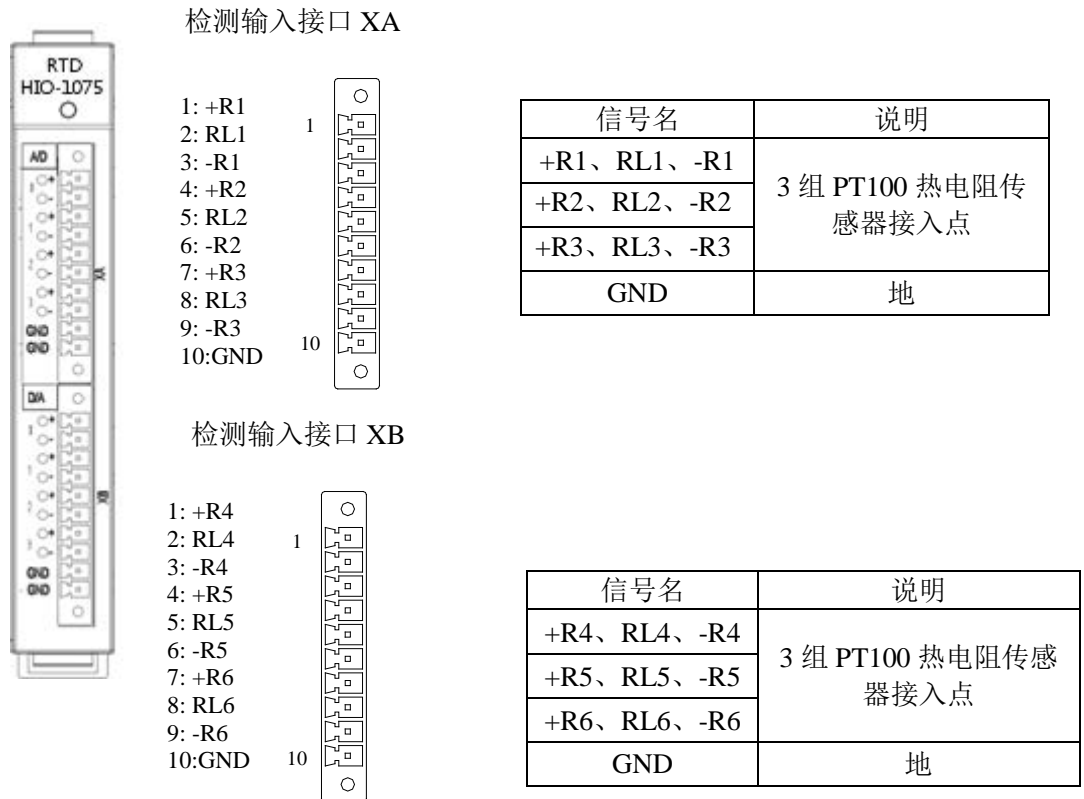 检测输入接口 XA
RTD
HIO-1075
A/D
GND
GND
XA
D/A
GND
GND
XB
1: +R1
2: RL1
3: -R1
4: +R2
5: RL2
6: -R2
7: +R3
8: RL3
9: -R3
10:GND
1
10
信号名 说明
+R1、RL1、-R1
+R2、RL2、-R2
+R3、RL3、-R3
3 组 PT100 热电阻传
感器接入点
GND 地
检测输入接口 XB
1: +R4
2: RL4
3: -R4
4: +R5
5: RL5
6: -R5
7: +R6
8: RL6
9: -R6
10:GND
1
10
信号名 说明
+R4、RL4、-R4
+R5、RL5、-R5
+R6、RL6、-R6
3 组 PT100 热电阻传感
器接入点
GND 地